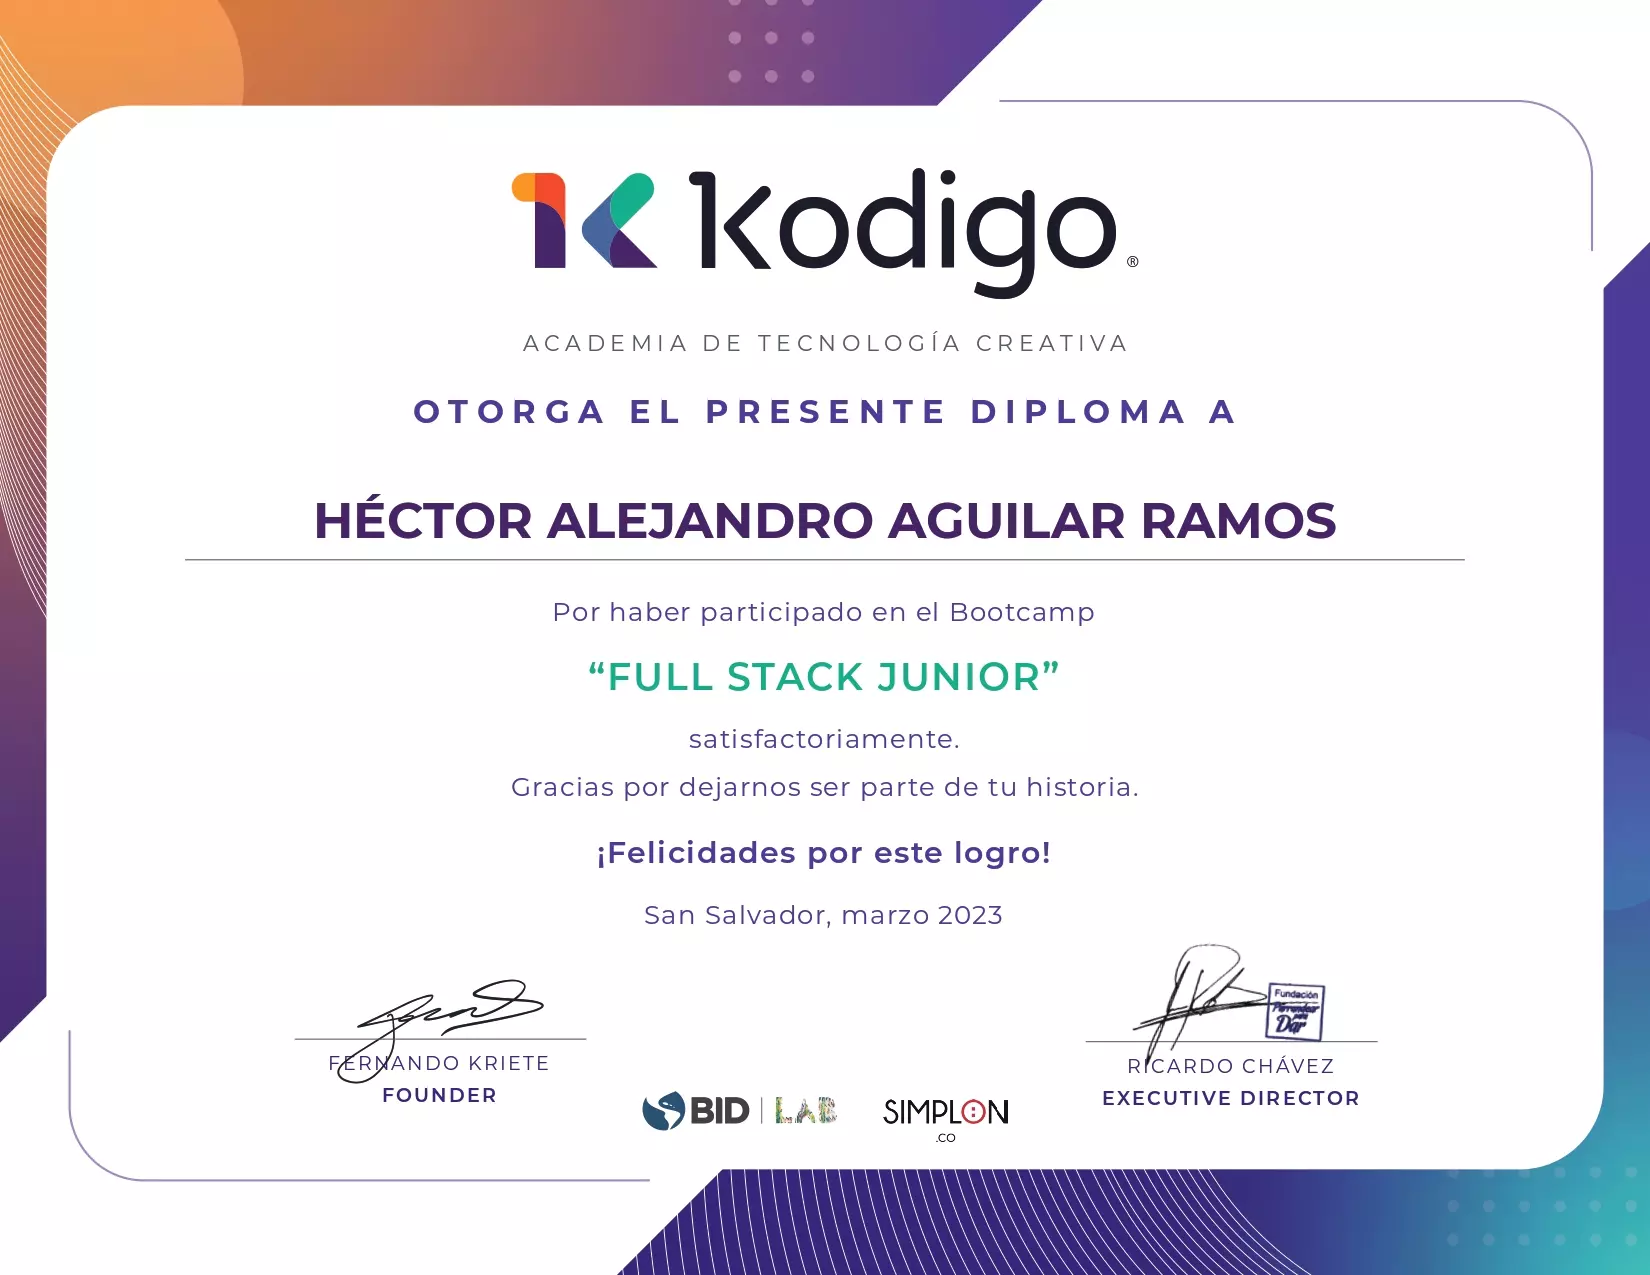 Kodigo®
ACADEMIA DE TECNOLOGÍA CREATIVA
OTORGA EL PRESENTE DIPLOMA A
HÉCTOR ALEJANDRO AGUILAR RAMOS
Por haber participado en el Bootcamp
“FULL STACK JUNIOR”
satisfactoriamente.
Gracias por dejarnos ser parte de tu historia.
¡Felicidades por este logro!
San Salvador, marzo 2023
FERNANDO KRIETE
FOUNDER
Fundación
Dar
RICARDO CHÁVEZ
EXECUTIVE DIRECTOR
BID | LAB
SIMPLON
.CO